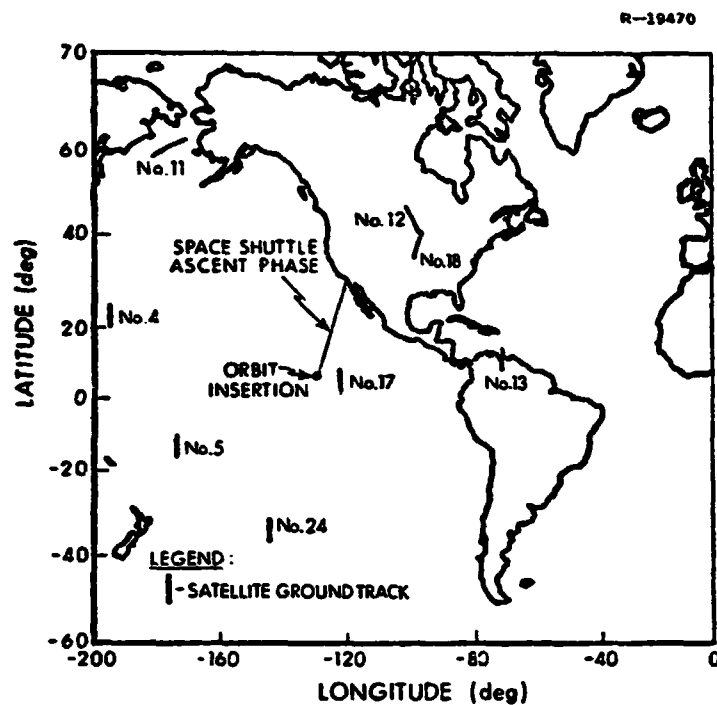 R-19470
70
60
40
20
0
-20
-40
-60
LATITUDE (deg)
No.11
No.12
No.18
SPACE SHUTTLE
ASCENT PHASE
No.4
ORBIT
INSERTION
No.17
No.13
No.5
No.24
LEGEND:
-SATELLITE GROUND TRACK
-200
-160
-120
-80
-40
0
LONGITUDE (deg)